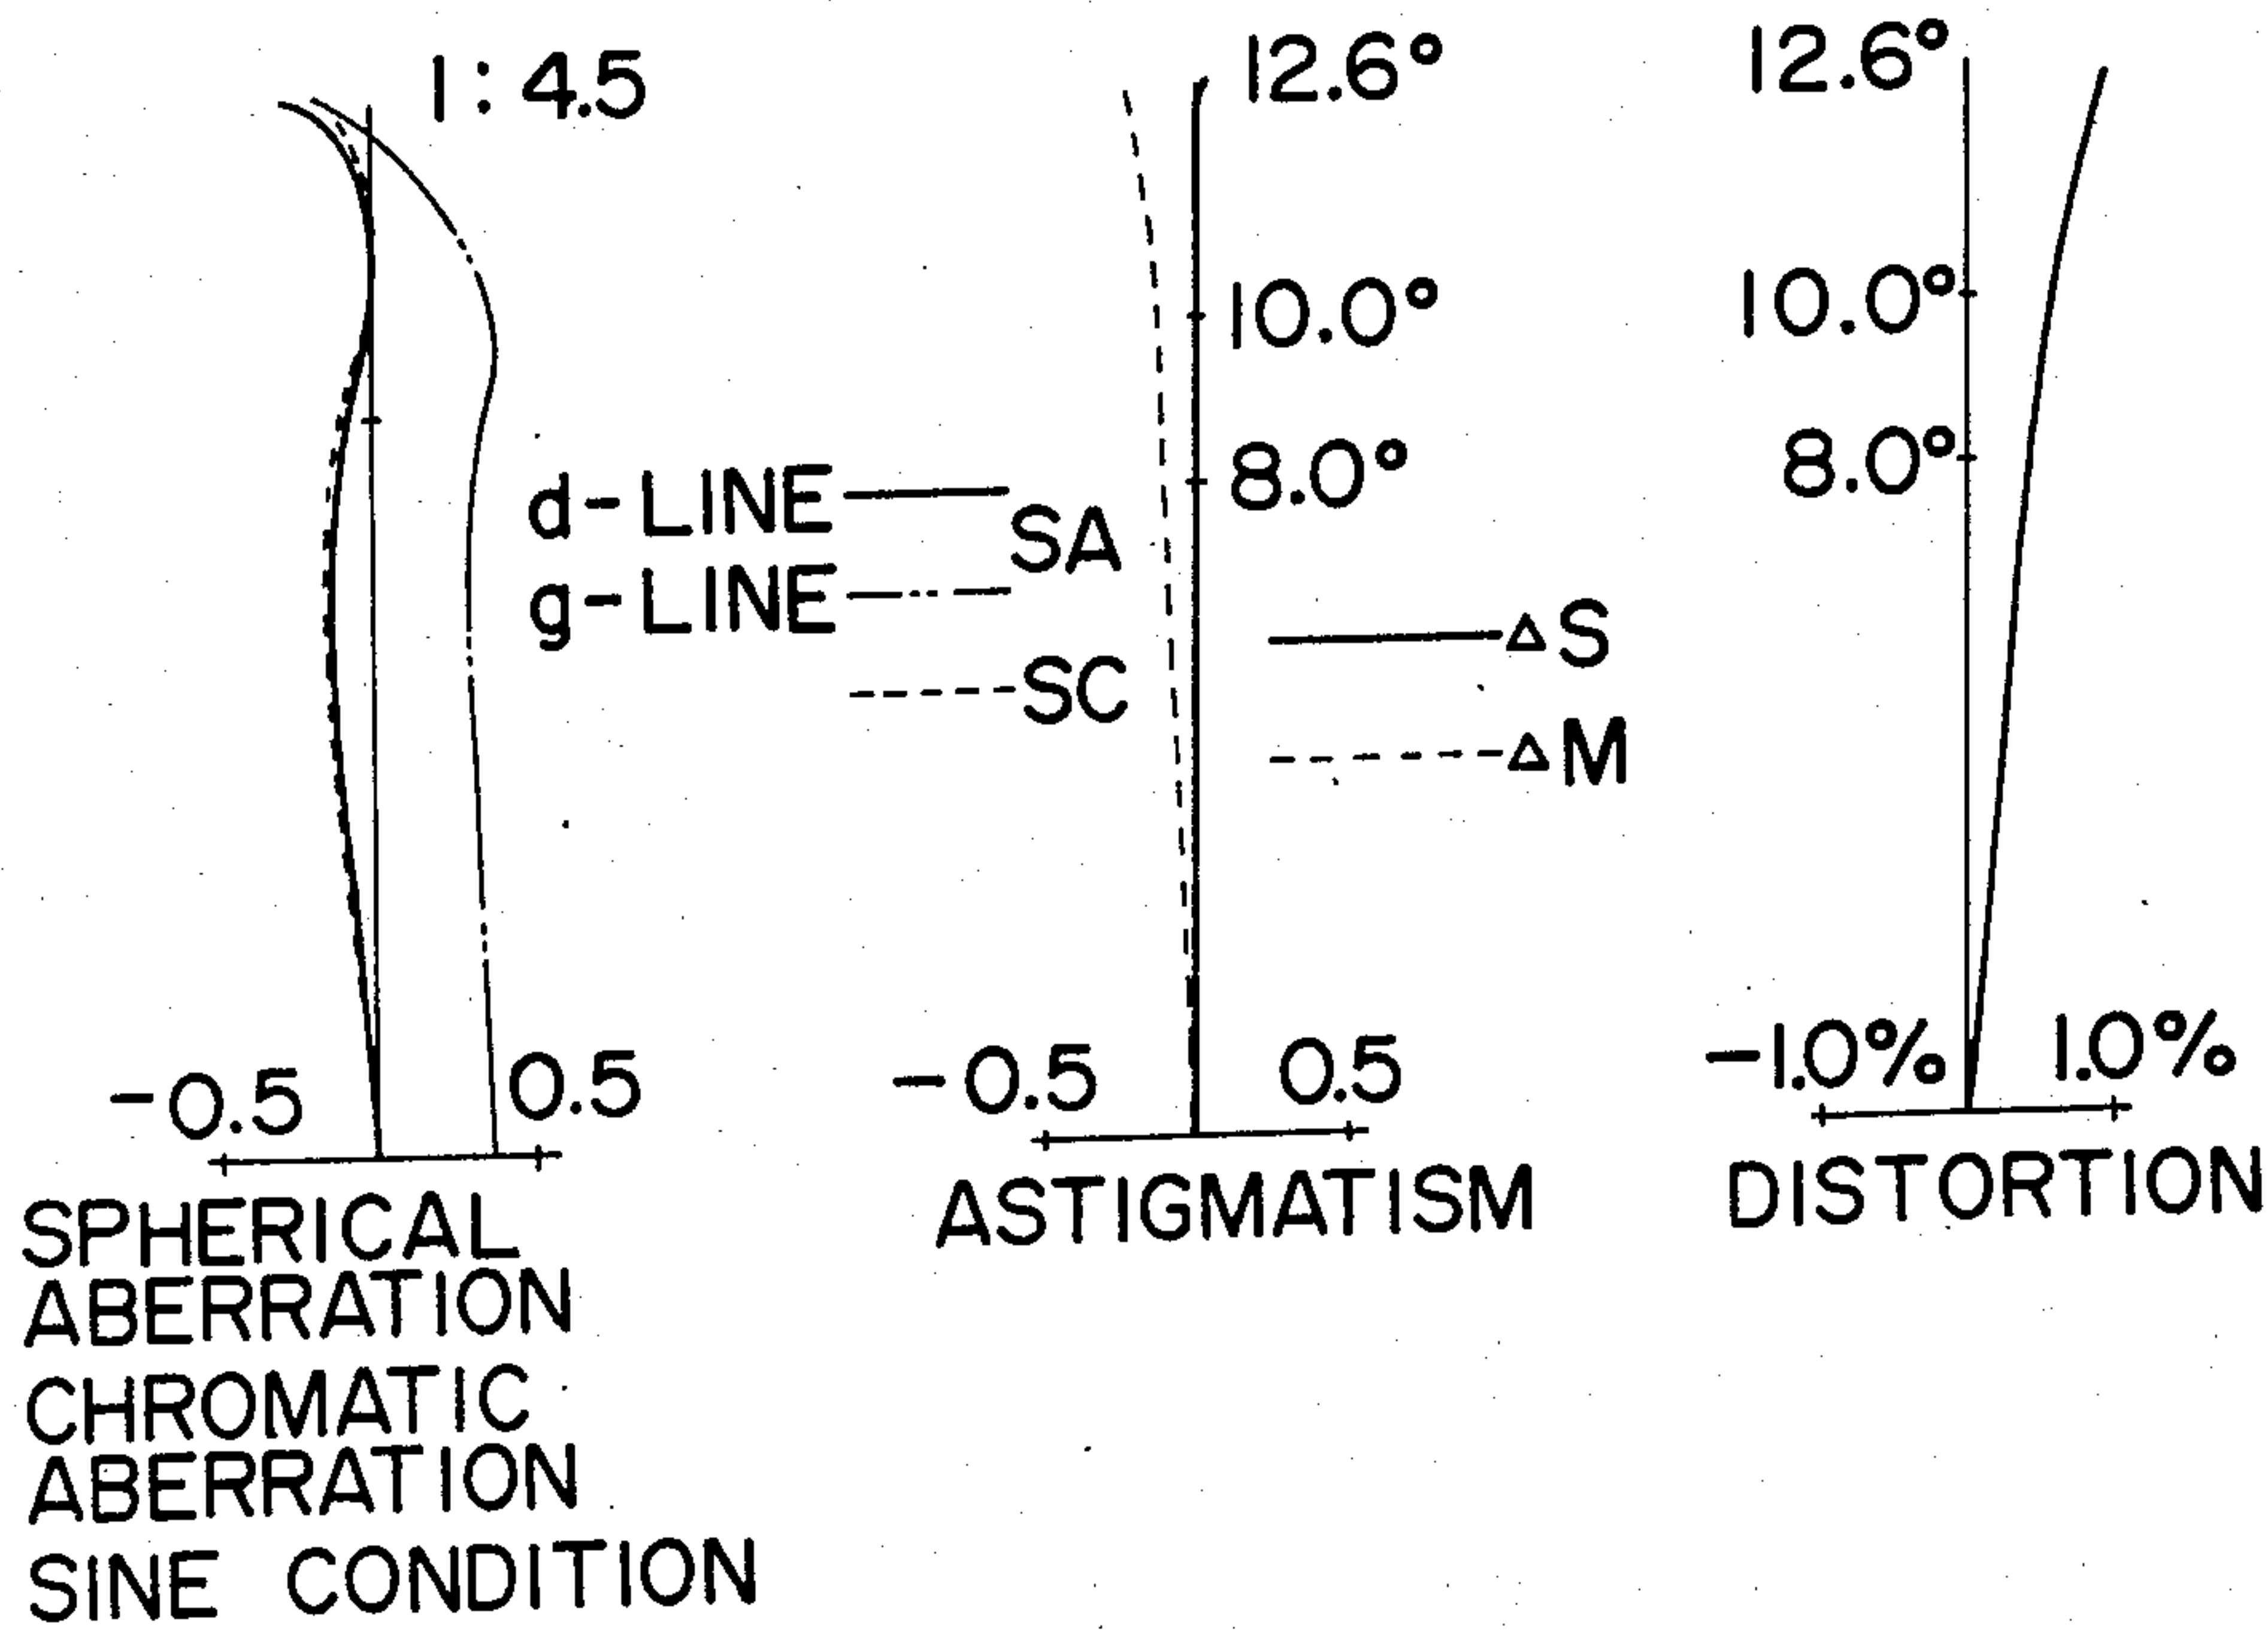 1:4.5
d-LINE
g-LINE
SA
SC
-0.5 0.5
SPHERICAL
ABERRATION
CHROMATIC
ABERRATION
SINE CONDITION
12.6°
10.0°
8.0°
ΔS
ΔM
-0.5 0.5
ASTIGMATISM
12.6°
10.0°
8.0°
-1.0% 1.0%
DISTORTION